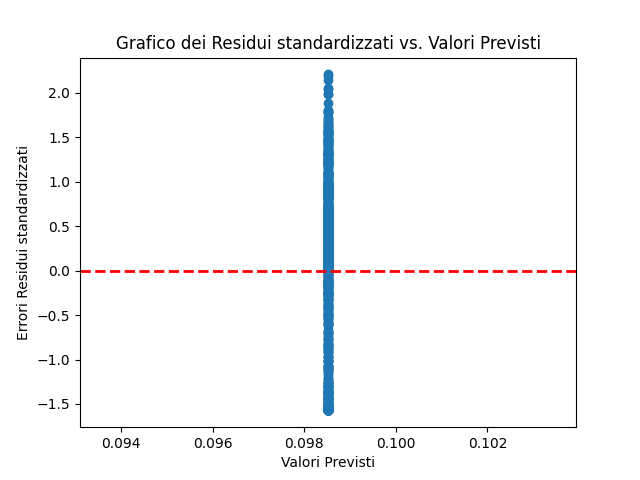 Grafico dei Residui standardizzati vs. Valori Previsti
Errori Residui standardizzati
2.0
1.5
1.0
0.5
0.0
−0.5
−1.0
−1.5
0.094 0.096 0.098 0.100 0.102
Valori Previsti